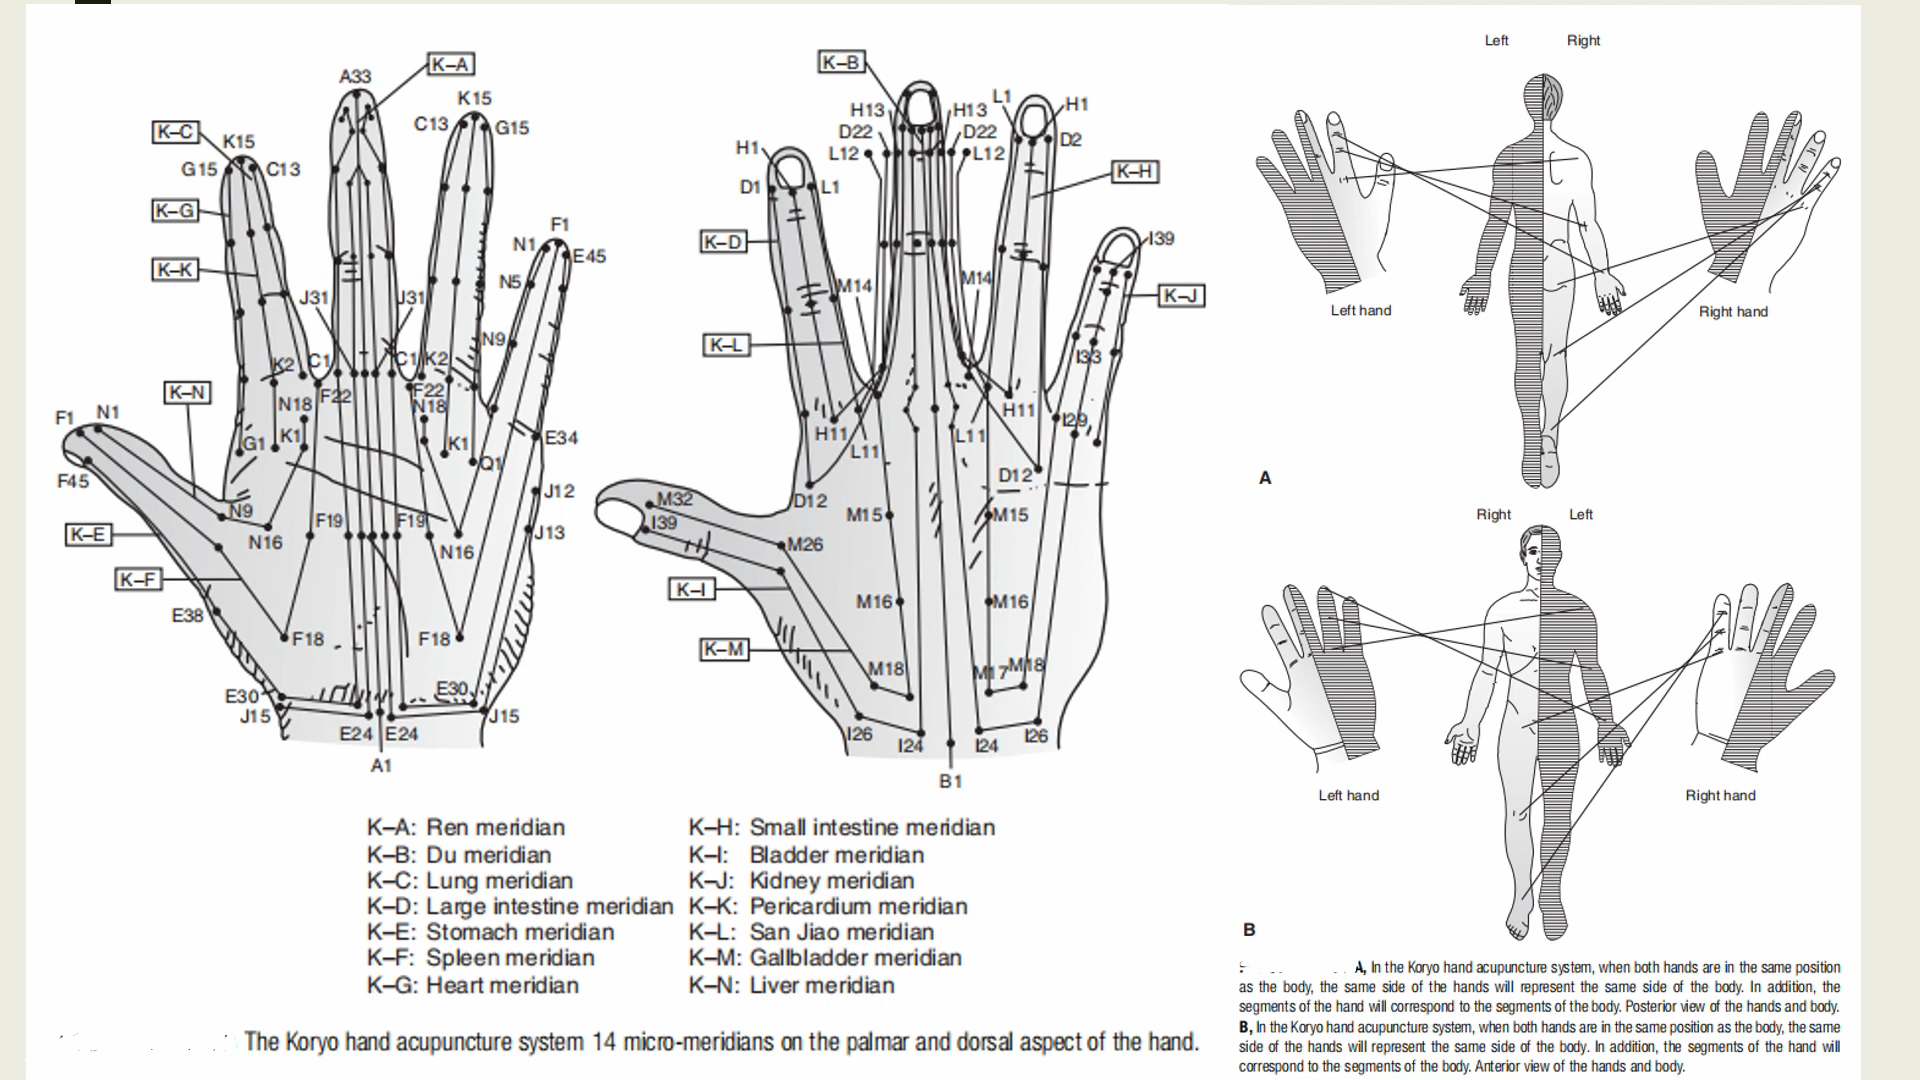 K–A
A33
K15
C13
G15
K–C
K15
G15
C13
K–G
K–K
J31
J31
K2
C1
C1
K2
F22
F22
N18
N18
K–N
F1
N1
G1
K1
K1
Q1
F45
N9
N16
F19
F19
N16
K–E
K–F
E38
F18
F18
E30
E30
J15
J15
E24
E24
A1
F1
N1
E45
N5
N9
E34
J12
J13
K–B
H13
H13
D22
D22
L12
L12
L1
H1
D2
K–H
H1
D1
L1
K–D
M14
M14
I39
K–J
K–L
I33
I29
H11
H11
L11
L11
D12
D12
M32
I39
M26
M15
M15
K–I
M16
M16
K–M
M18
M17
M18
I26
I26
I24
I24
B1
K–A: Ren meridian
K–B: Du meridian
K–C: Lung meridian
K–D: Large intestine meridian
K–E: Stomach meridian
K–F: Spleen meridian
K–G: Heart meridian
K–H: Small intestine meridian
K–I: Bladder meridian
K–J: Kidney meridian
K–K: Pericardium meridian
K–L: San Jiao meridian
K–M: Gallbladder meridian
K–N: Liver meridian
The Koryo hand acupuncture system 14 micro-meridians on the palmar and dorsal aspect of the hand.
Left Right
Left hand
Right hand
A
Right Left
Left hand
Right hand
B
A, In the Koryo hand acupuncture system, when both hands are in the same position
as the body, the same side of the hands will represent the same side of the body. In addition, the
segments of the hand will correspond to the segments of the body. Posterior view of the hands and body.
B, In the Koryo hand acupuncture system, when both hands are in the same position as the body, the same
side of the hands will represent the same side of the body. In addition, the segments of the hand will
correspond to the segments of the body. Anterior view of the hands and body.